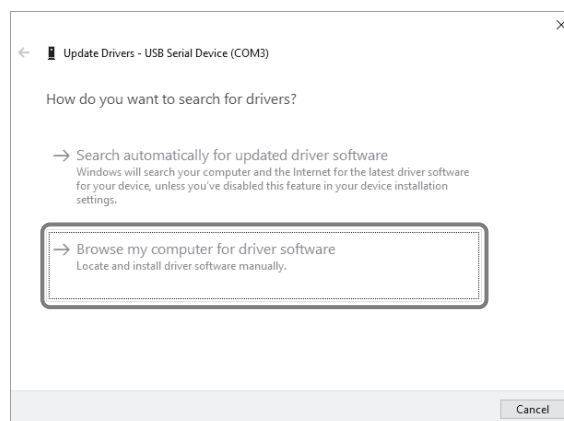 Update Drivers - USB Serial Device (COM3)
How do you want to search for drivers?
Search automatically for updated driver software
Windows will search your computer and the Internet for the latest driver software
for your device, unless you've disabled this feature in your device installation
settings.
Browse my computer for driver software
Locate and install driver software manually.
Cancel